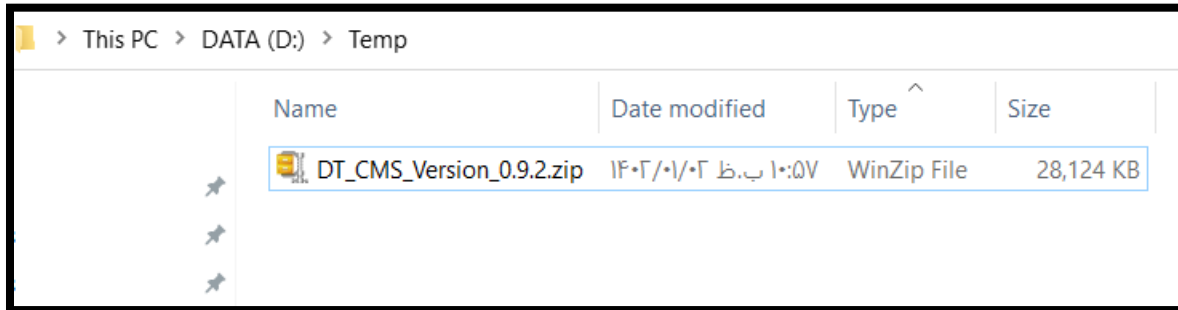 This PC > DATA (D:) > Temp
Name Date modified Type Size
DT_CMS_Version_0.9.2.zip ۱۴۰۲/۰۱/۰۲ ۱۰:۵۷ ب.ظ WinZip File 28,124 KB